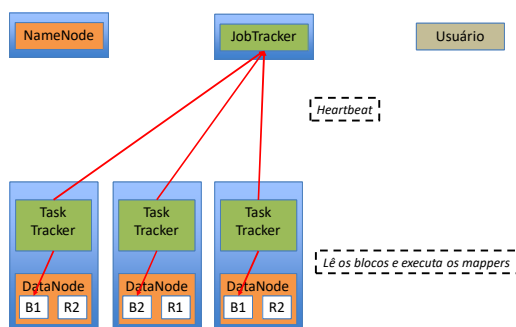 NameNode
JobTracker
Usuário
Heartbeat
Task
Tracker
Task
Tracker
Task
Tracker
Lê os blocos e executa os mappers
DataNode
B1 R2
DataNode
B2 R1
DataNode
B1 R2